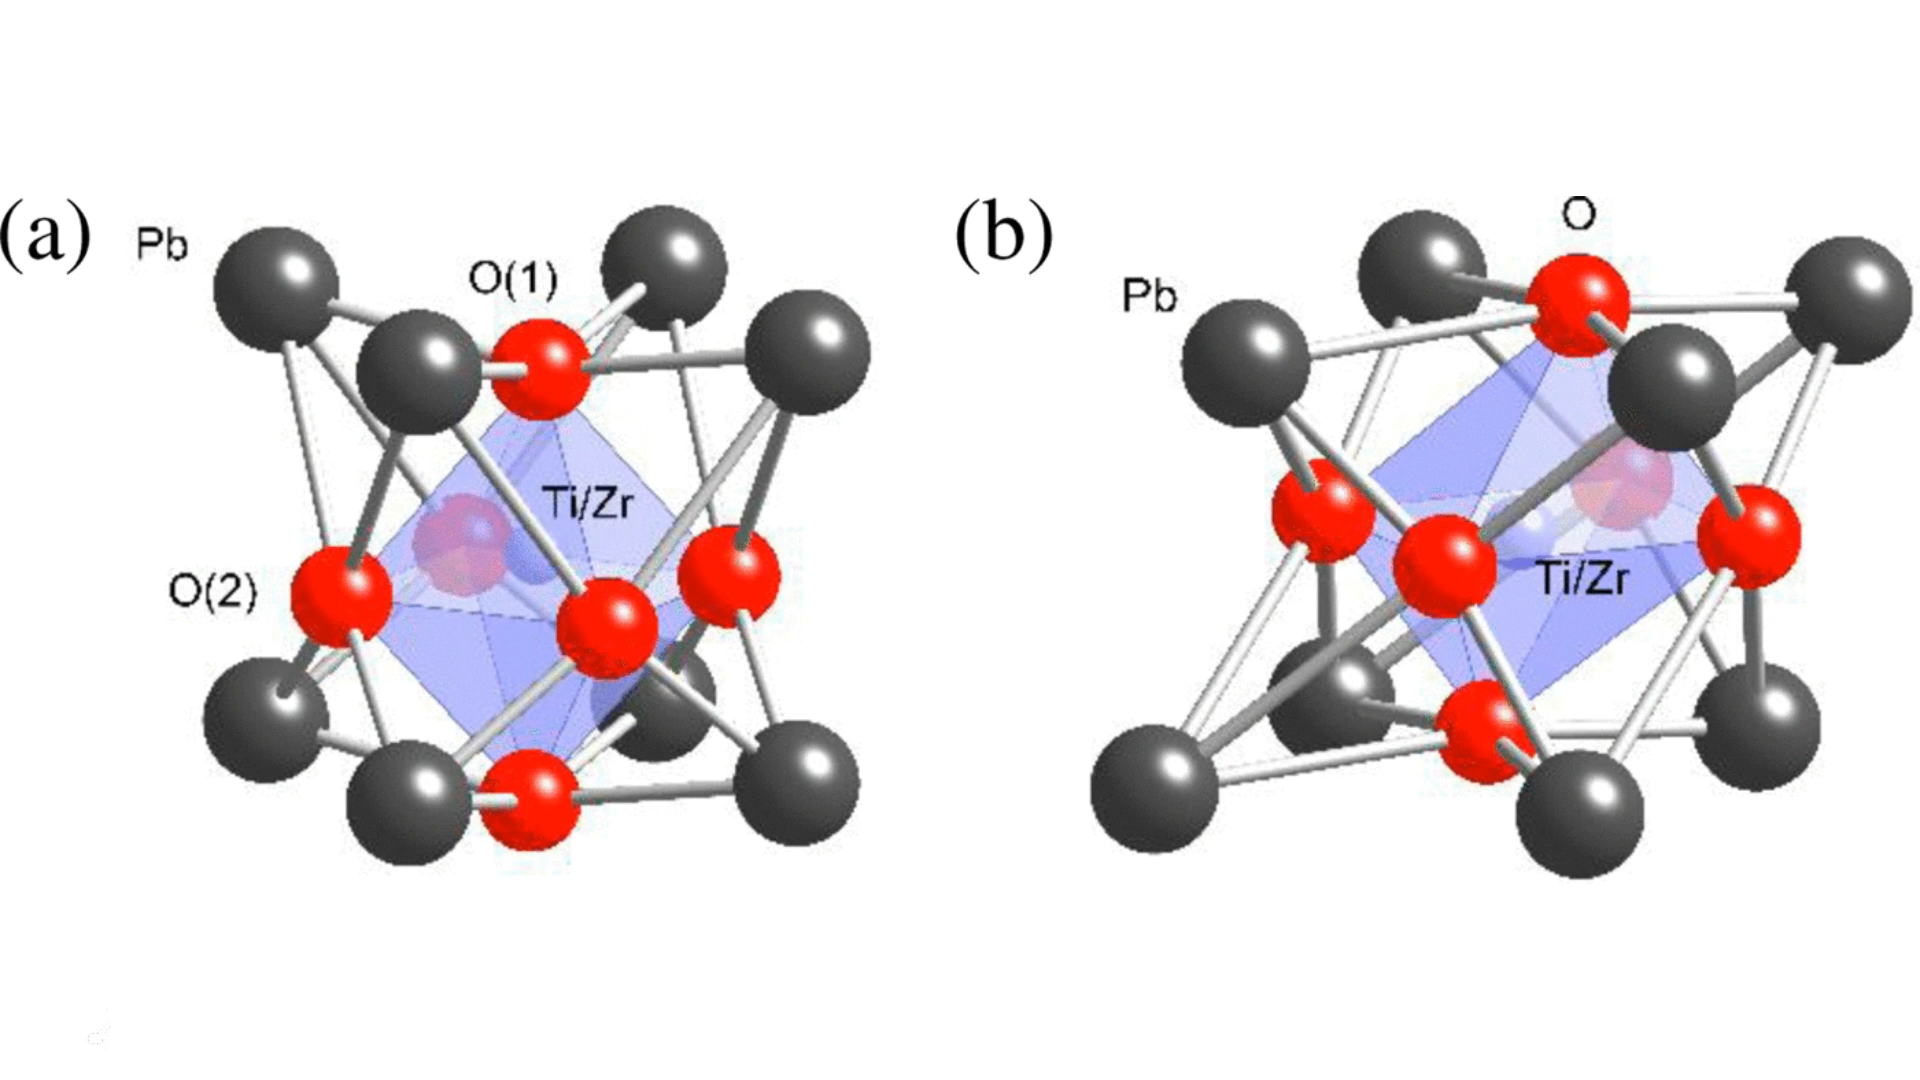 (a)
Pb
O(1)
Ti/Zr
O(2)
(b)
O
Pb
Ti/Zr